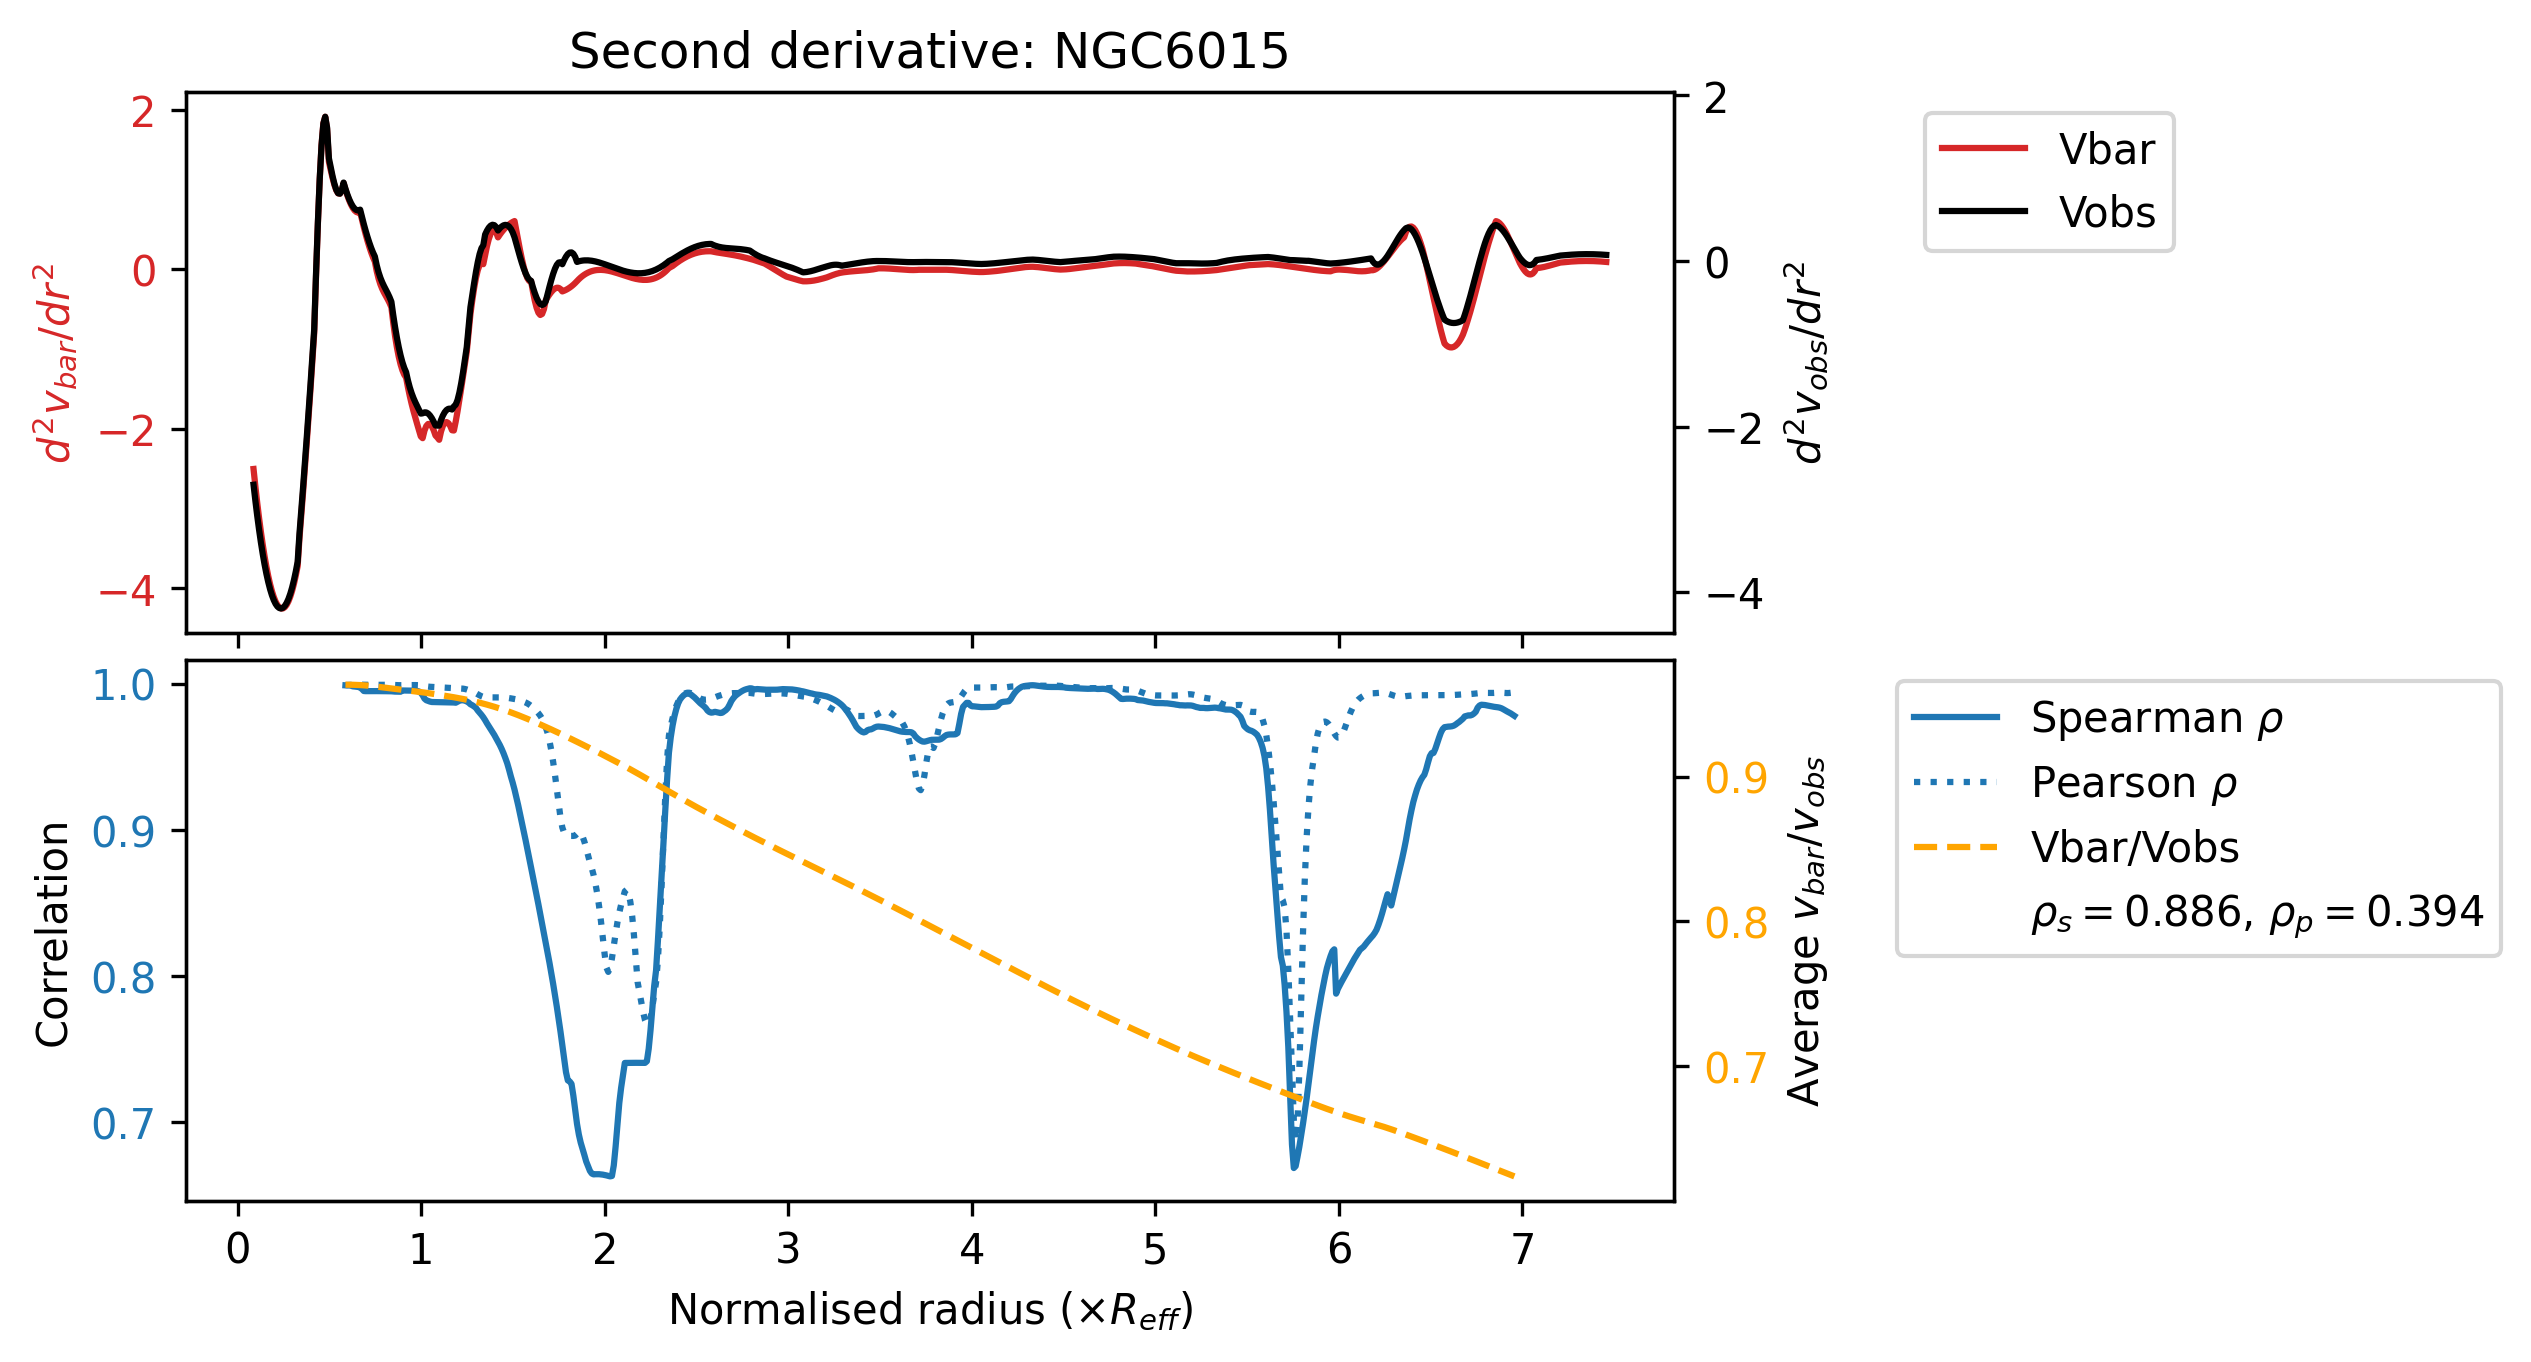 Second derivative: NGC6015
2
0
−2
−4
d²v_bar/dr²
2
0
−2
−4
d²v_obs/dr²
Vbar
Vobs
1.0
0.9
0.8
0.7
Correlation
0.9
0.8
0.7
Average v_bar/v_obs
Spearman ρ
Pearson ρ
Vbar/Vobs
ρ_s = 0.886, ρ_p = 0.394
0 1 2 3 4 5 6 7
Normalised radius (×R_eff)